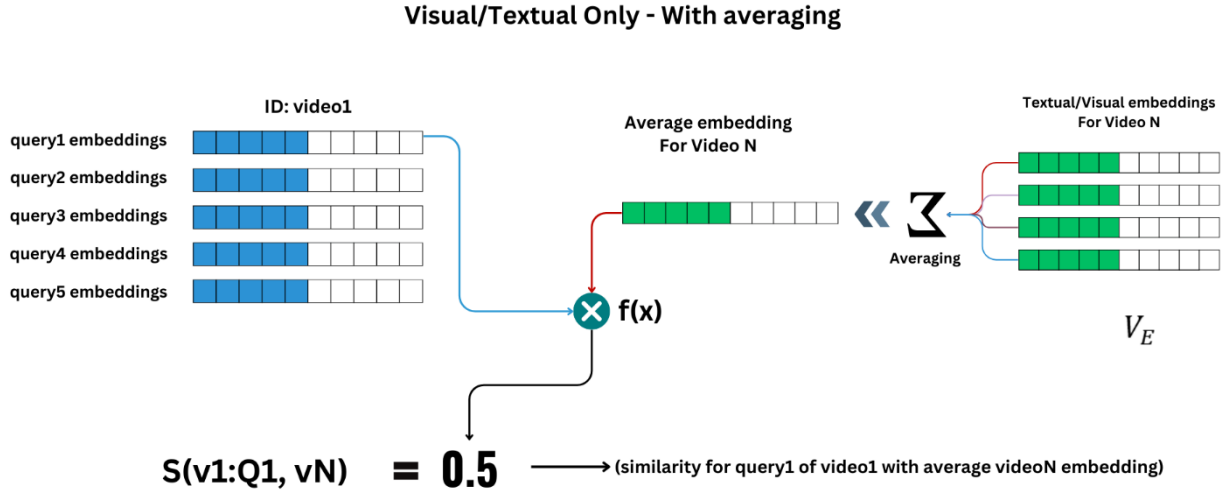 Visual/Textual Only - With averaging
ID: video1
query1 embeddings
query2 embeddings
query3 embeddings
query4 embeddings
query5 embeddings
Average embedding
For Video N
Textual/Visual embeddings
For Video N
Σ
Averaging
f(x)
V_E
S(v1:Q1, vN) = 0.5
(similarity for query1 of video1 with average videoN embedding)